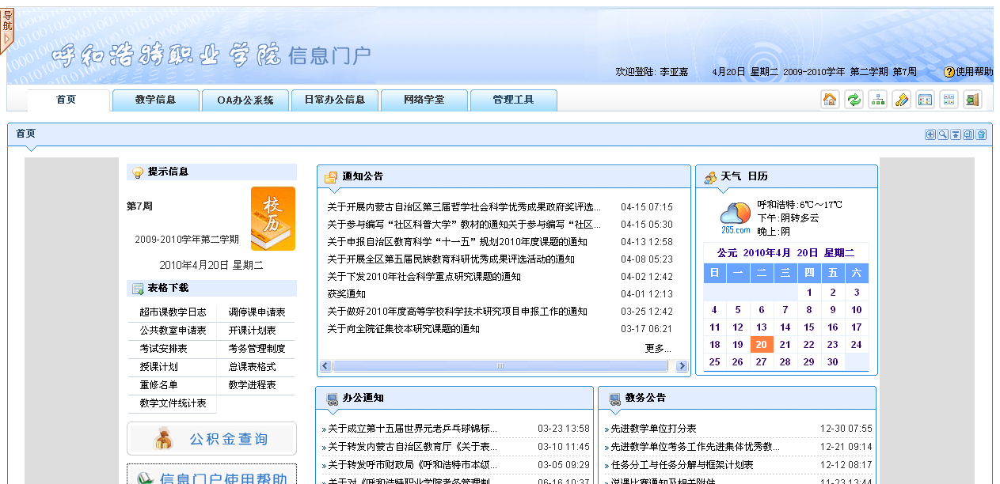 导航
呼和浩特职业学院 信息门户
欢迎登陆: 李亚嘉 4月20日 星期二 2009-2010学年 第二学期 第7周 使用帮助
首页 教学信息 OA办公系统 日常办公信息 网络学堂 管理工具
首页
提示信息
第7周
校历
2009-2010学年第二学期
2010年4月20日 星期二
表格下载
超市课教学日志 调停课申请表
公共教室申请表 开课计划表
考试安排表 考务管理制度
授课计划 总课表格式
重修名单 教学进程表
教学文件统计表
公积金查询
信息门户使用帮助
通知公告
关于开展内蒙古自治区第三届哲学社会科学优秀成果政府奖评选... 04-15 07:15
关于参与编写“社区科普大学”教材的通知关于参与编写“社区... 04-15 05:30
关于申报自治区教育科学“十一五”规划2010年度课题的通知 04-13 12:58
关于开展全区第五届民族教育科研优秀成果评选活动的通知 04-08 05:23
关于下发2010年社会科学重点研究课题的通知 04-02 12:42
获奖通知 04-01 12:13
关于做好2010年度高等学校科学技术研究项目申报工作的通知 03-25 12:42
关于向全院征集校本研究课题的通知 03-17 06:21
更多...
天气 日历
呼和浩特:6℃～17℃
下午:阴转多云
晚上:阴
265.com
公元 2010年4月 20日 星期二
日 一 二 三 四 五 六
1 2 3
4 5 6 7 8 9 10
11 12 13 14 15 16 17
18 19 20 21 22 23 24
25 26 27 28 29 30
办公通知
»关于成立第十五届世界元老乒乓球锦标... 03-23 13:58
»关于转发内蒙古自治区教育厅《关于表... 03-10 11:45
»关于转发呼市财政局《呼和浩特市本级... 03-05 09:29
»关于对《呼和浩特职业学院考务管理制... 06-16 10:37
教务公告
»先进教学单位打分表 12-30 07:55
»先进教学单位考务工作先进集体优秀教... 12-21 09:14
»任务分工与任务分解与框架计划表 12-12 08:17
»说课比赛通知及相关附件 11-23 13:44